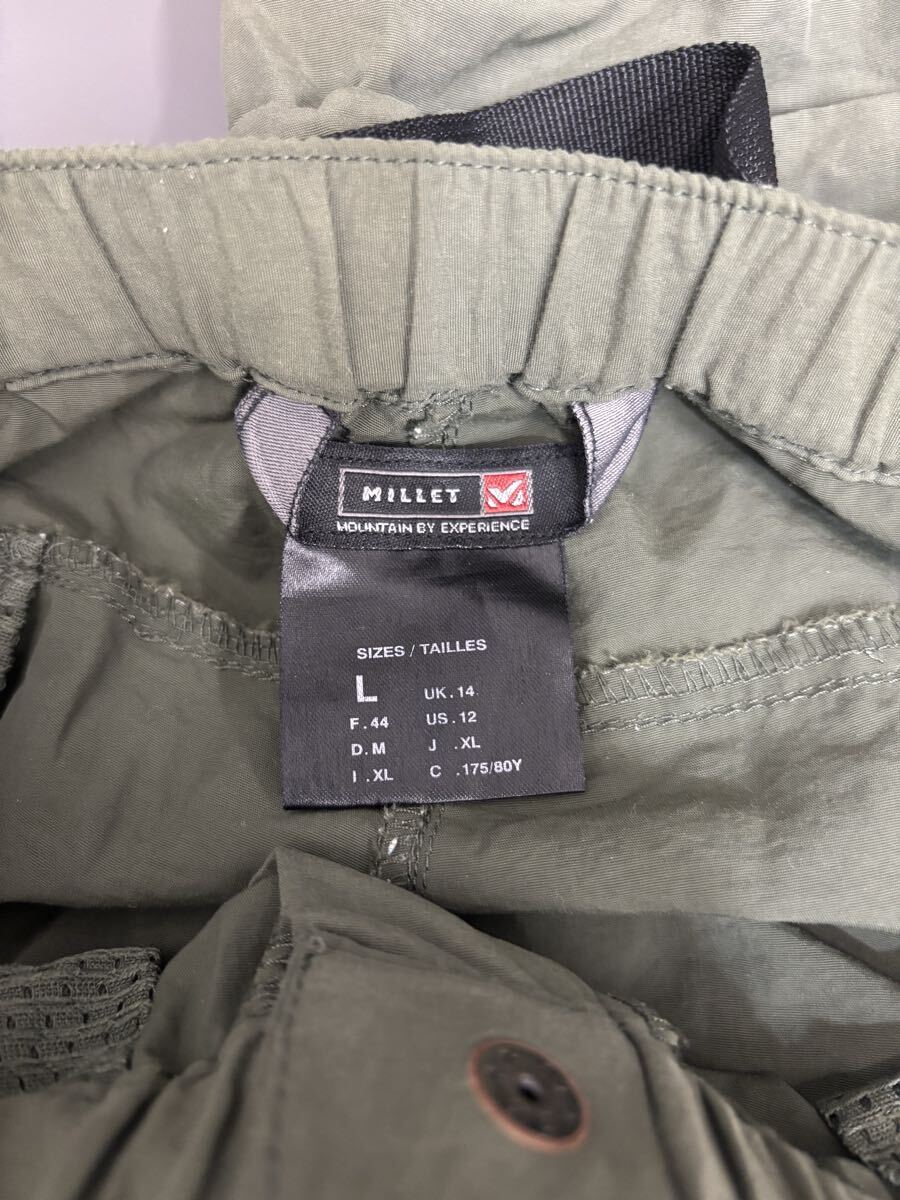 MILLET
MOUNTAIN BY EXPERIENCE
SIZES / TAILLES
L UK.14.
F.44 US.12
D.M J .XL
I .XL C .175/80Y